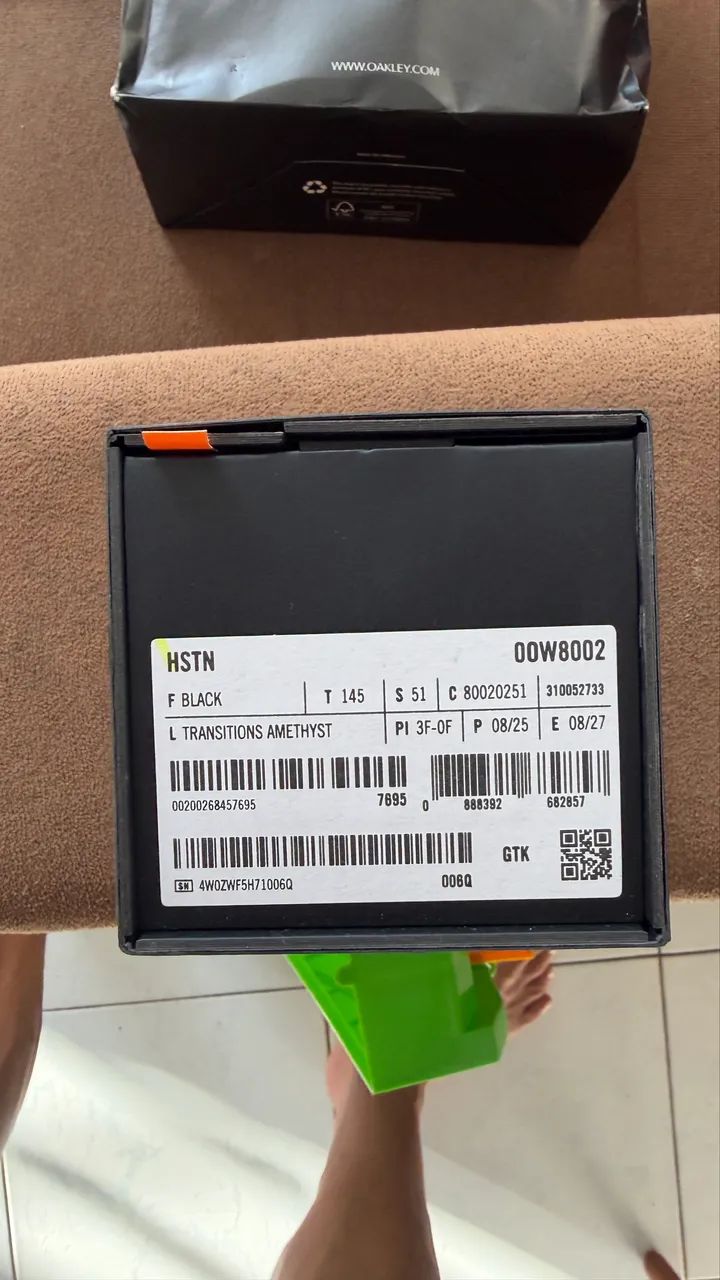 WWW.OAKLEY.COM
HSTN 00W8002
F BLACK T 145 S 51 C 80020251 310052733
L TRANSITIONS AMETHYST PI 3F-0F P 08/25 E 08/27
00200268457695 7695 0 888392 682857
SN 4W0ZWF5H71006Q 006Q GTK